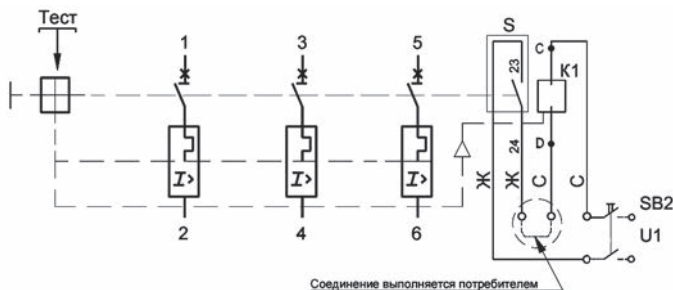 Тест
1
3
5
S
23
24
C
K1
D
I>
I>
I>
2
4
6
Ж
Ж
С
С
SB2
U1
Соединение выполняется потребителем